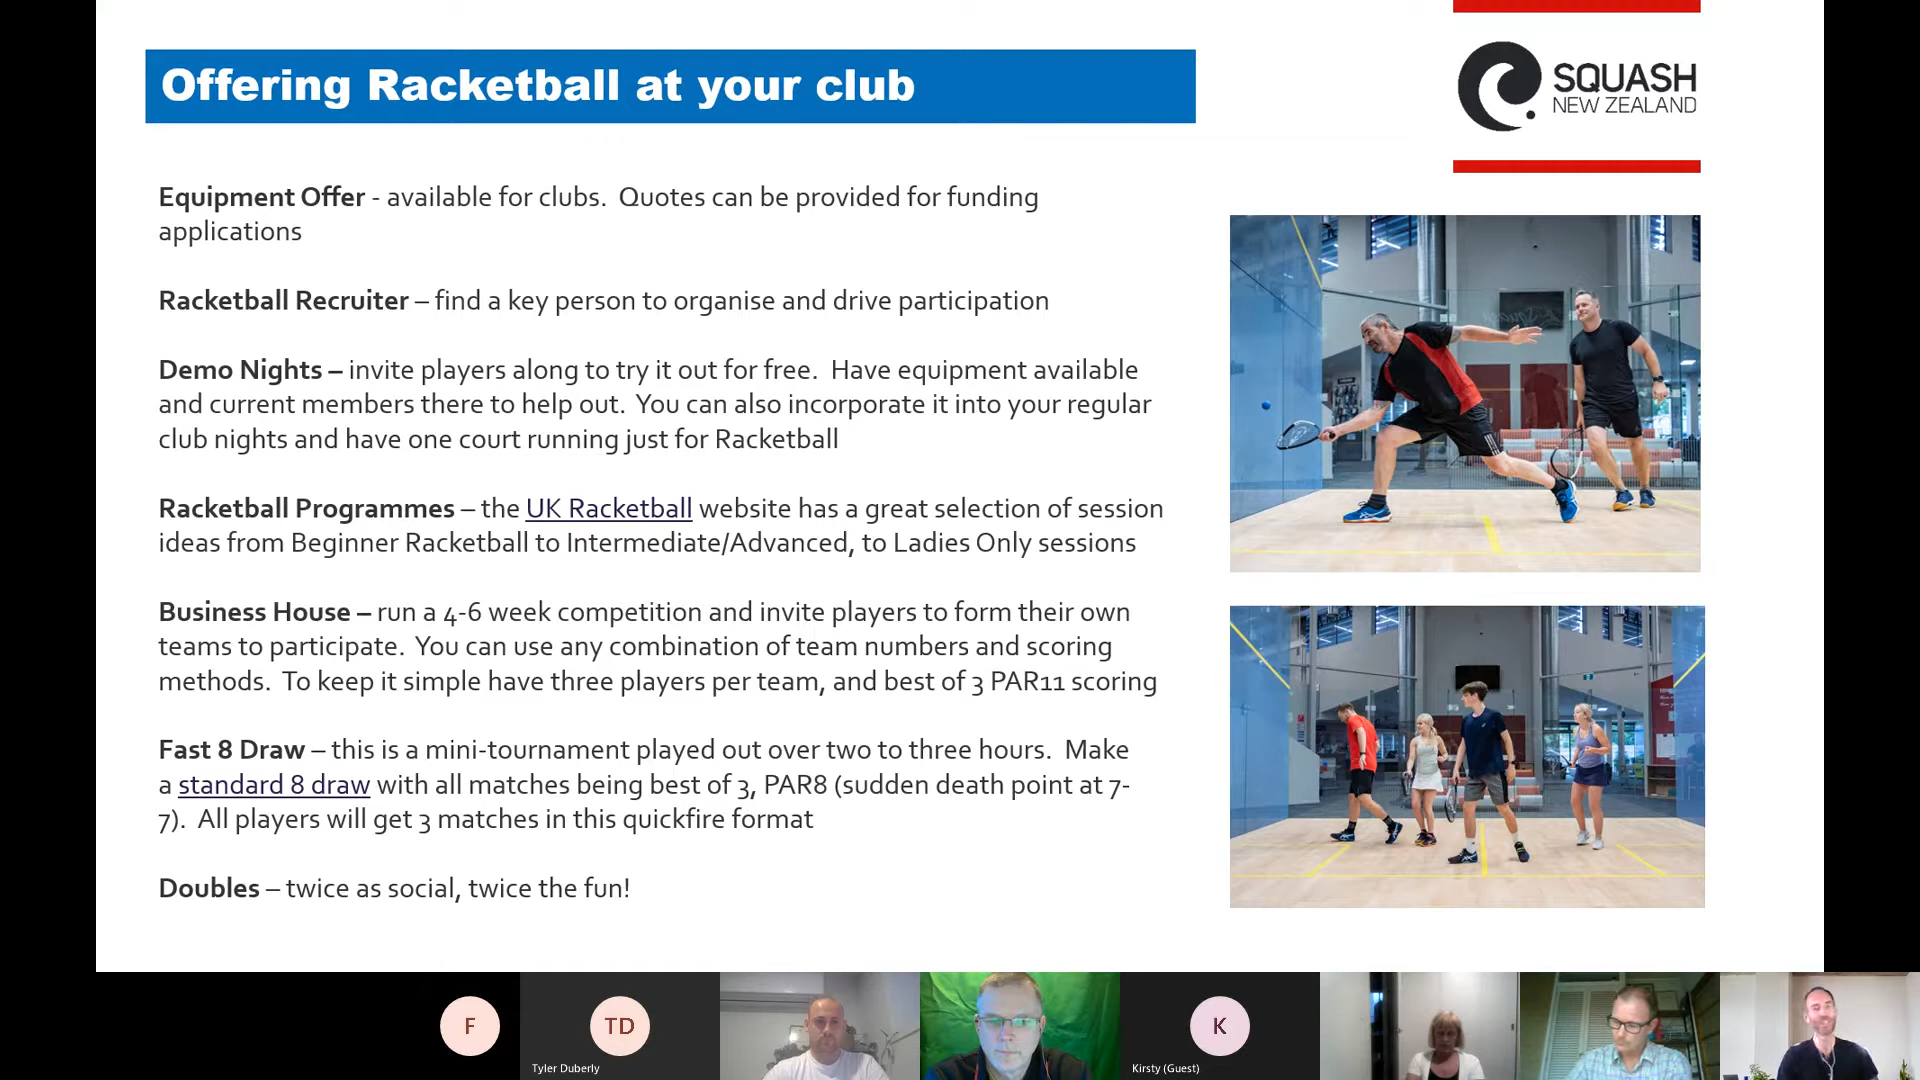 Offering Racketball at your club
SQUASH
NEW ZEALAND
Equipment Offer - available for clubs.  Quotes can be provided for funding
applications
Racketball Recruiter – find a key person to organise and drive participation
Demo Nights – invite players along to try it out for free.  Have equipment available
and current members there to help out.  You can also incorporate it into your regular
club nights and have one court running just for Racketball
Racketball Programmes – the UK Racketball website has a great selection of session
ideas from Beginner Racketball to Intermediate/Advanced, to Ladies Only sessions
Business House – run a 4-6 week competition and invite players to form their own
teams to participate.  You can use any combination of team numbers and scoring
methods.  To keep it simple have three players per team, and best of 3 PAR11 scoring
Fast 8 Draw – this is a mini-tournament played out over two to three hours.  Make
a standard 8 draw with all matches being best of 3, PAR8 (sudden death point at 7-
7).  All players will get 3 matches in this quickfire format
Doubles – twice as social, twice the fun!
F
TD
K
Tyler Duberly
Kirsty (Guest)